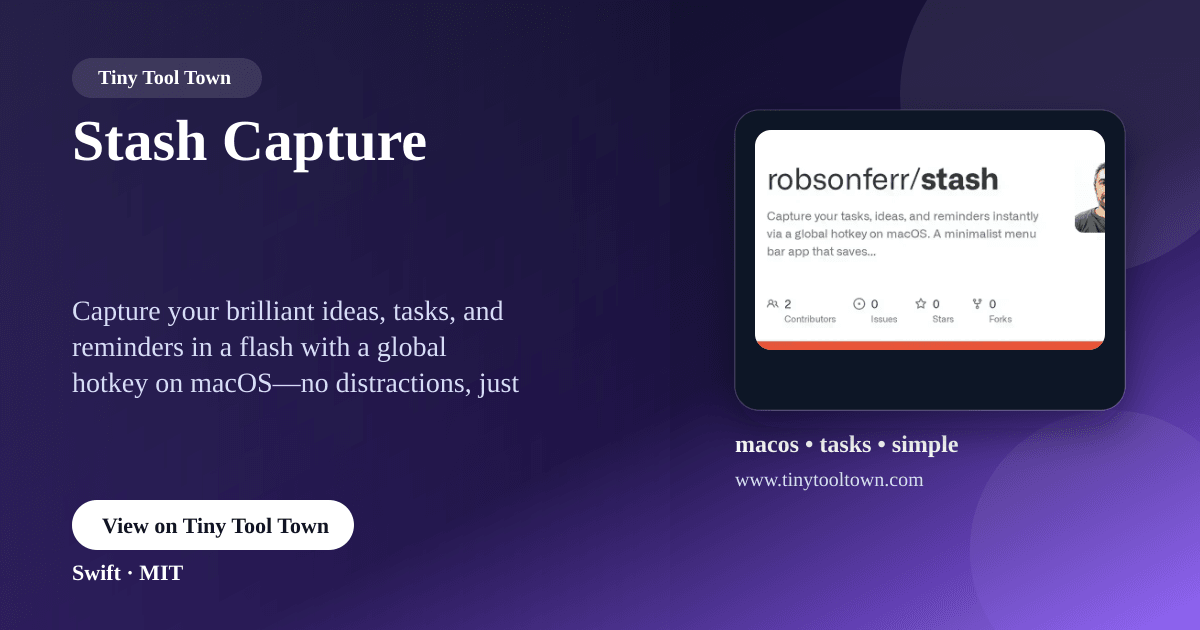 Tiny Tool Town
Stash Capture
Capture your brilliant ideas, tasks, and
reminders in a flash with a global
hotkey on macOS—no distractions, just
View on Tiny Tool Town
Swift · MIT
robsonferr/stash
Capture your tasks, ideas, and reminders instantly
via a global hotkey on macOS. A minimalist menu
bar app that saves...
2
Contributors
0
Issues
0
Stars
0
Forks
macos • tasks • simple
www.tinytooltown.com